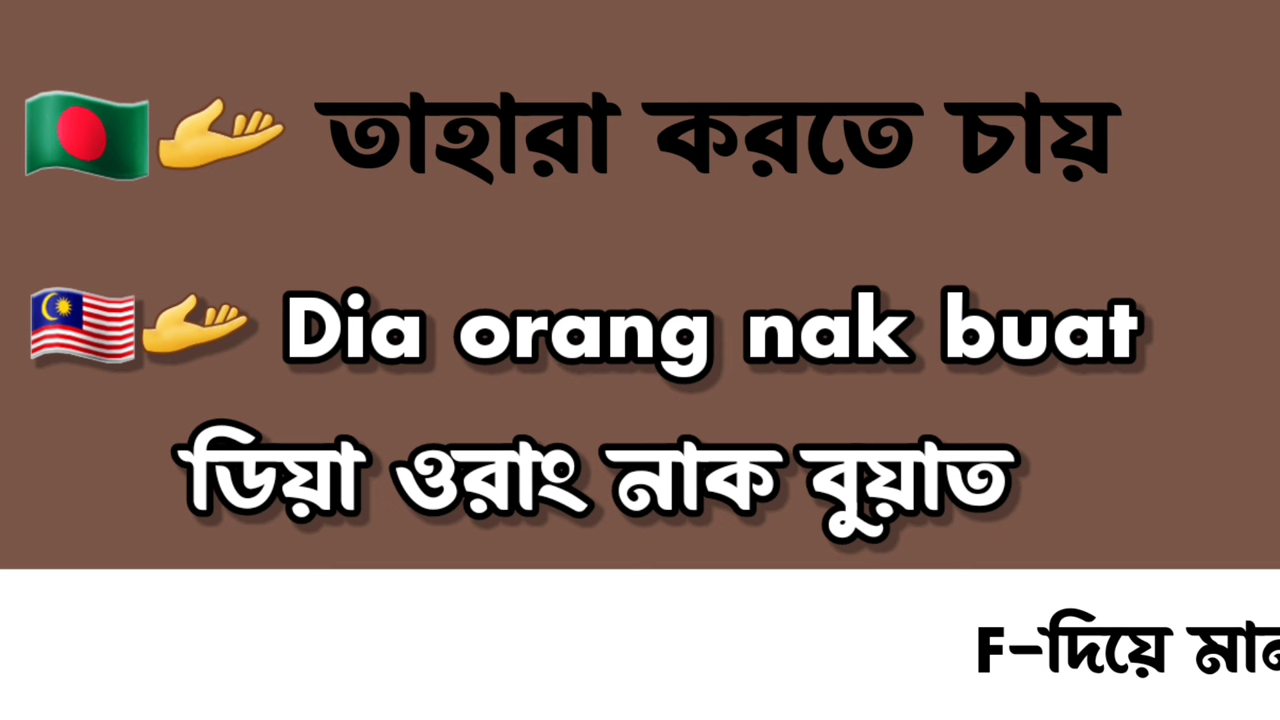 🇧🇩🫴 তাহারা করতে চায়
🇲🇾🫴 Dia orang nak buat
ডিয়া ওরাং নাক বুয়াত
F-দিয়ে